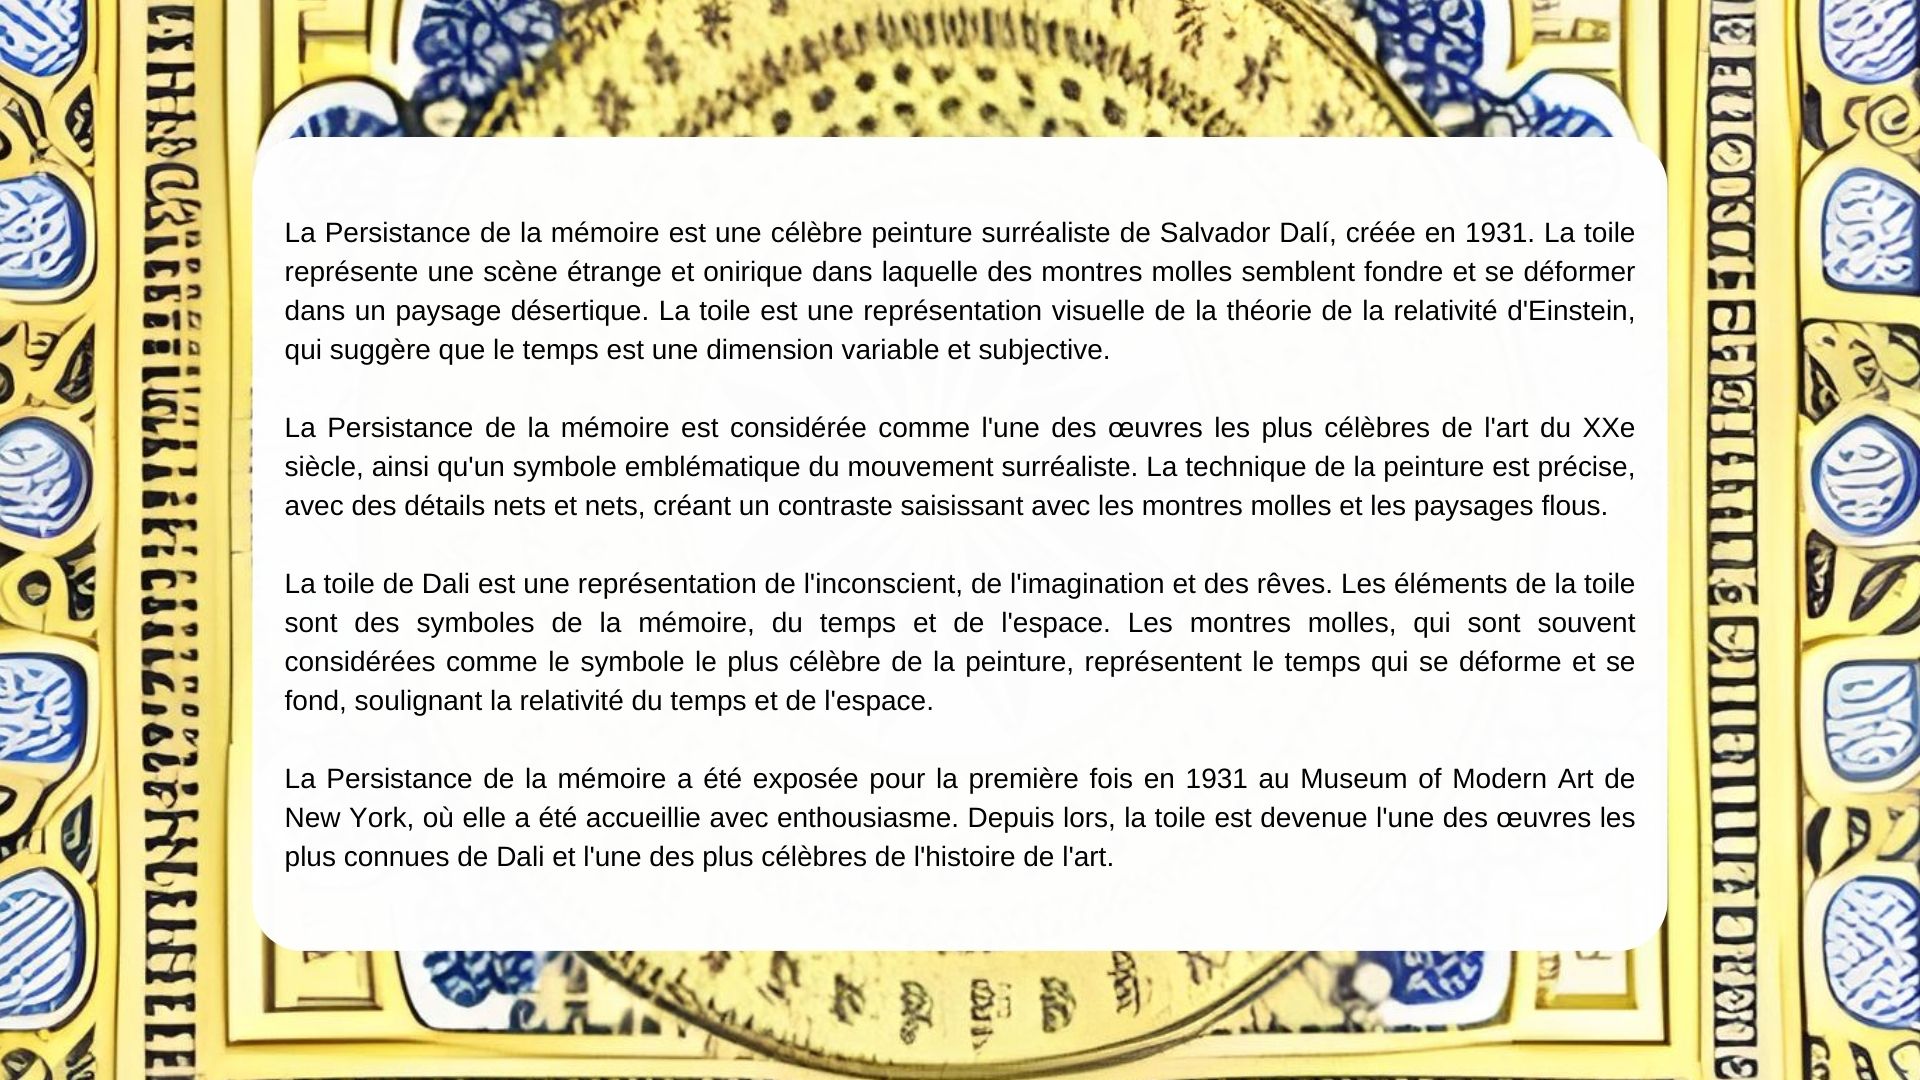 La Persistance de la mémoire est une célèbre peinture surréaliste de Salvador Dalí, créée en 1931. La toile
représente une scène étrange et onirique dans laquelle des montres molles semblent fondre et se déformer
dans un paysage désertique. La toile est une représentation visuelle de la théorie de la relativité d'Einstein,
qui suggère que le temps est une dimension variable et subjective.
La Persistance de la mémoire est considérée comme l'une des œuvres les plus célèbres de l'art du XXe
siècle, ainsi qu'un symbole emblématique du mouvement surréaliste. La technique de la peinture est précise,
avec des détails nets et nets, créant un contraste saisissant avec les montres molles et les paysages flous.
La toile de Dali est une représentation de l'inconscient, de l'imagination et des rêves. Les éléments de la toile
sont des symboles de la mémoire, du temps et de l'espace. Les montres molles, qui sont souvent
considérées comme le symbole le plus célèbre de la peinture, représentent le temps qui se déforme et se
fond, soulignant la relativité du temps et de l'espace.
La Persistance de la mémoire a été exposée pour la première fois en 1931 au Museum of Modern Art de
New York, où elle a été accueillie avec enthousiasme. Depuis lors, la toile est devenue l'une des œuvres les
plus connues de Dali et l'une des plus célèbres de l'histoire de l'art.